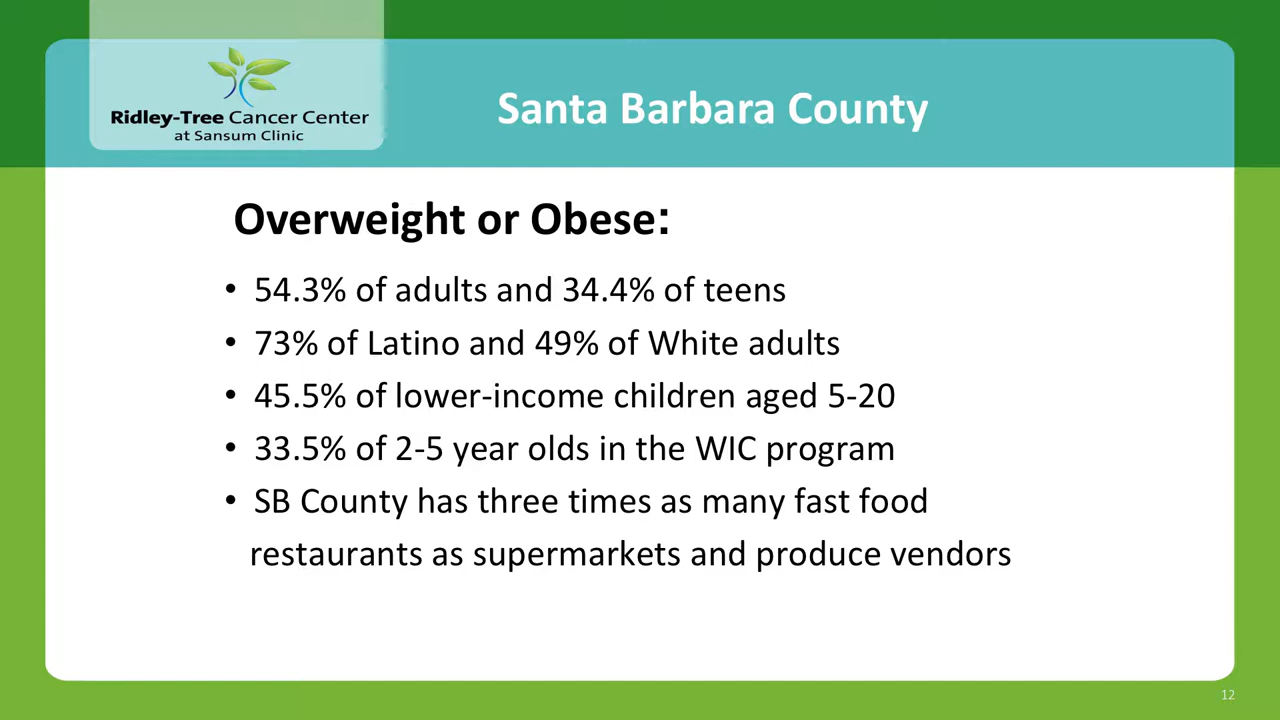 Ridley-Tree Cancer Center
at Sansum Clinic
Santa Barbara County
Overweight or Obese:
• 54.3% of adults and 34.4% of teens
• 73% of Latino and 49% of White adults
• 45.5% of lower-income children aged 5-20
• 33.5% of 2-5 year olds in the WIC program
• SB County has three times as many fast food
restaurants as supermarkets and produce vendors
12